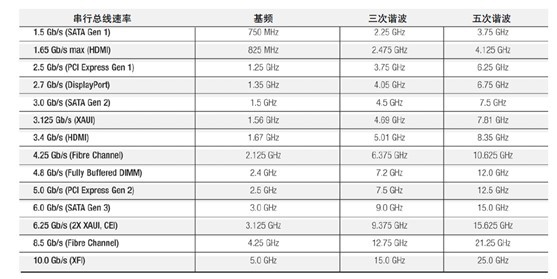 串行总线速率 基频 三次谐波 五次谐波
1.5 Gb/s (SATA Gen 1) 750 MHz 2.25 GHz 3.75 GHz
1.65 Gb/s max (HDMI) 825 MHz 2.475 GHz 4.125 GHz
2.5 Gb/s (PCI Express Gen 1) 1.25 GHz 3.75 GHz 6.25 GHz
2.7 Gb/s (DisplayPort) 1.35 GHz 4.05 GHz 6.75 GHz
3.0 Gb/s (SATA Gen 2) 1.5 GHz 4.5 GHz 7.5 GHz
3.125 Gb/s (XAUI) 1.56 GHz 4.69 GHz 7.81 GHz
3.4 Gb/s (HDMI) 1.67 GHz 5.01 GHz 8.35 GHz
4.25 Gb/s (Fibre Channel) 2.125 GHz 6.375 GHz 10.625 GHz
4.8 Gb/s (Fully Buffered DIMM) 2.4 GHz 7.2 GHz 12.0 GHz
5.0 Gb/s (PCI Express Gen 2) 2.5 GHz 7.5 GHz 12.5 GHz
6.0 Gb/s (SATA Gen 3) 3.0 GHz 9.0 GHz 15.0 GHz
6.25 Gb/s (2X XAUI, CEI) 3.125 GHz 9.375 GHz 15.625 GHz
8.5 Gb/s (Fibre Channel) 4.25 GHz 12.75 GHz 21.25 GHz
10.0 Gb/s (XFI) 5.0 GHz 15.0 GHz 25.0 GHz